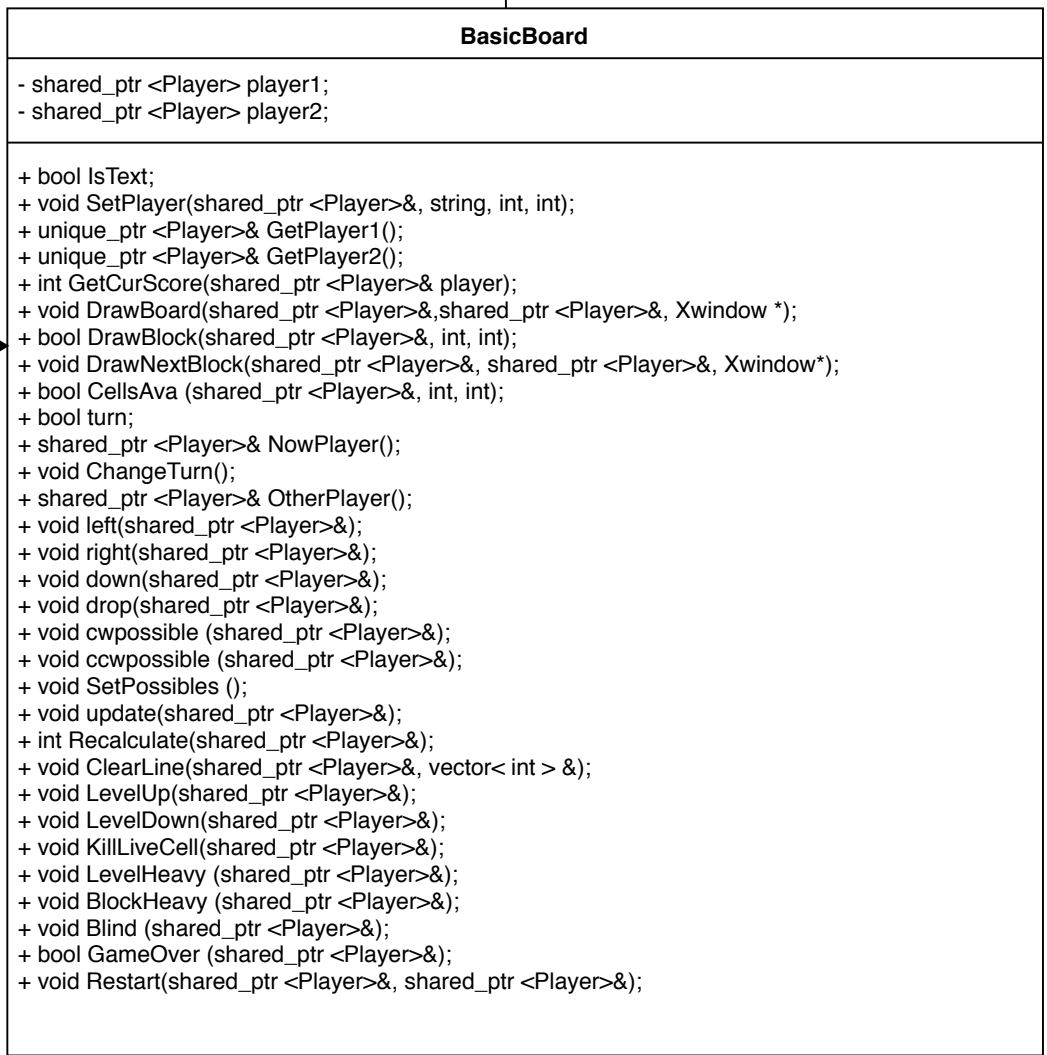 BasicBoard
- shared_ptr <Player> player1;
- shared_ptr <Player> player2;
+ bool IsText;
+ void SetPlayer(shared_ptr <Player>&, string, int, int);
+ unique_ptr <Player>& GetPlayer1();
+ unique_ptr <Player>& GetPlayer2();
+ int GetCurScore(shared_ptr <Player>& player);
+ void DrawBoard(shared_ptr <Player>&,shared_ptr <Player>&, Xwindow *);
+ bool DrawBlock(shared_ptr <Player>&, int, int);
+ void DrawNextBlock(shared_ptr <Player>&, shared_ptr <Player>&, Xwindow*);
+ bool CellsAva (shared_ptr <Player>&, int, int);
+ bool turn;
+ shared_ptr <Player>& NowPlayer();
+ void ChangeTurn();
+ shared_ptr <Player>& OtherPlayer();
+ void left(shared_ptr <Player>&);
+ void right(shared_ptr <Player>&);
+ void down(shared_ptr <Player>&);
+ void drop(shared_ptr <Player>&);
+ void cwpossible (shared_ptr <Player>&);
+ void ccwpossible (shared_ptr <Player>&);
+ void SetPossibles ();
+ void update(shared_ptr <Player>&);
+ int Recalculate(shared_ptr <Player>&);
+ void ClearLine(shared_ptr <Player>&, vector< int > &);
+ void LevelUp(shared_ptr <Player>&);
+ void LevelDown(shared_ptr <Player>&);
+ void KillLiveCell(shared_ptr <Player>&);
+ void LevelHeavy (shared_ptr <Player>&);
+ void BlockHeavy (shared_ptr <Player>&);
+ void Blind (shared_ptr <Player>&);
+ bool GameOver (shared_ptr <Player>&);
+ void Restart(shared_ptr <Player>&, shared_ptr <Player>&);